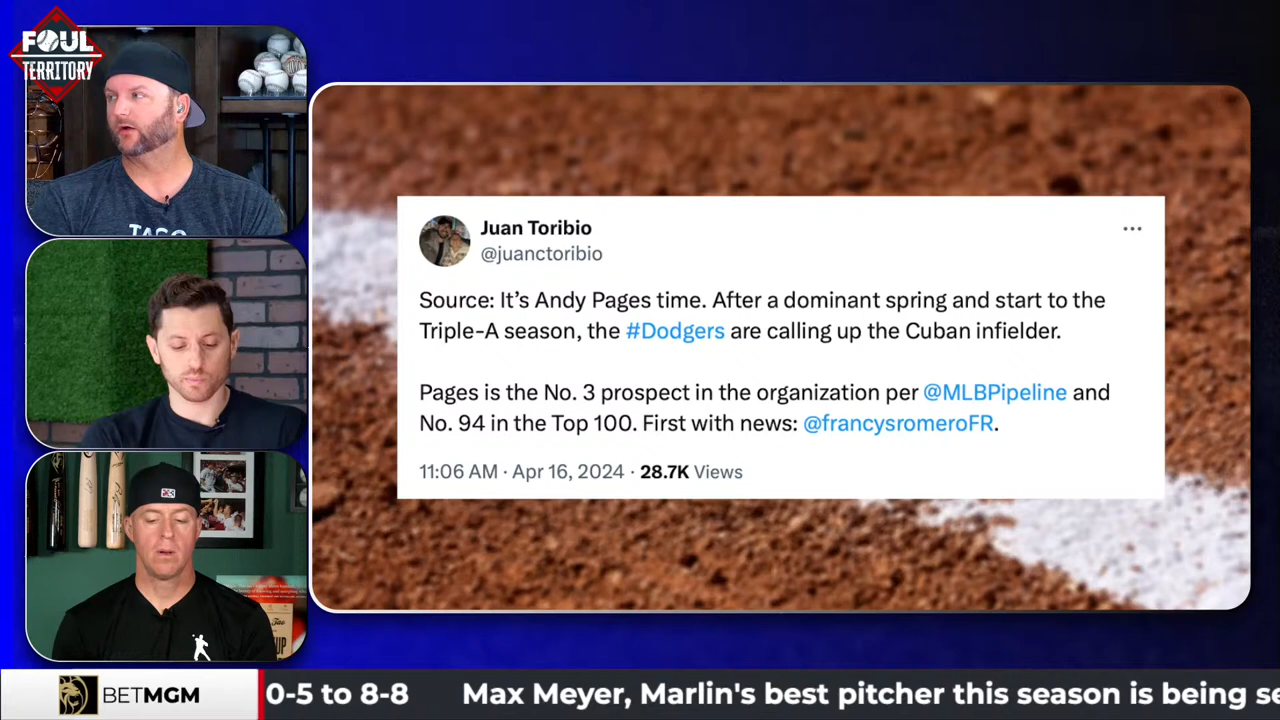 FOUL
TERRITORY
TACO
Juan Toribio
@juanctoribio
Source: It’s Andy Pages time. After a dominant spring and start to the
Triple-A season, the #Dodgers are calling up the Cuban infielder.
Pages is the No. 3 prospect in the organization per @MLBPipeline and
No. 94 in the Top 100. First with news: @francysromeroFR.
11:06 AM · Apr 16, 2024 · 28.7K Views
BETMGM
0-5 to 8-8 Max Meyer, Marlin's best pitcher this season is being se